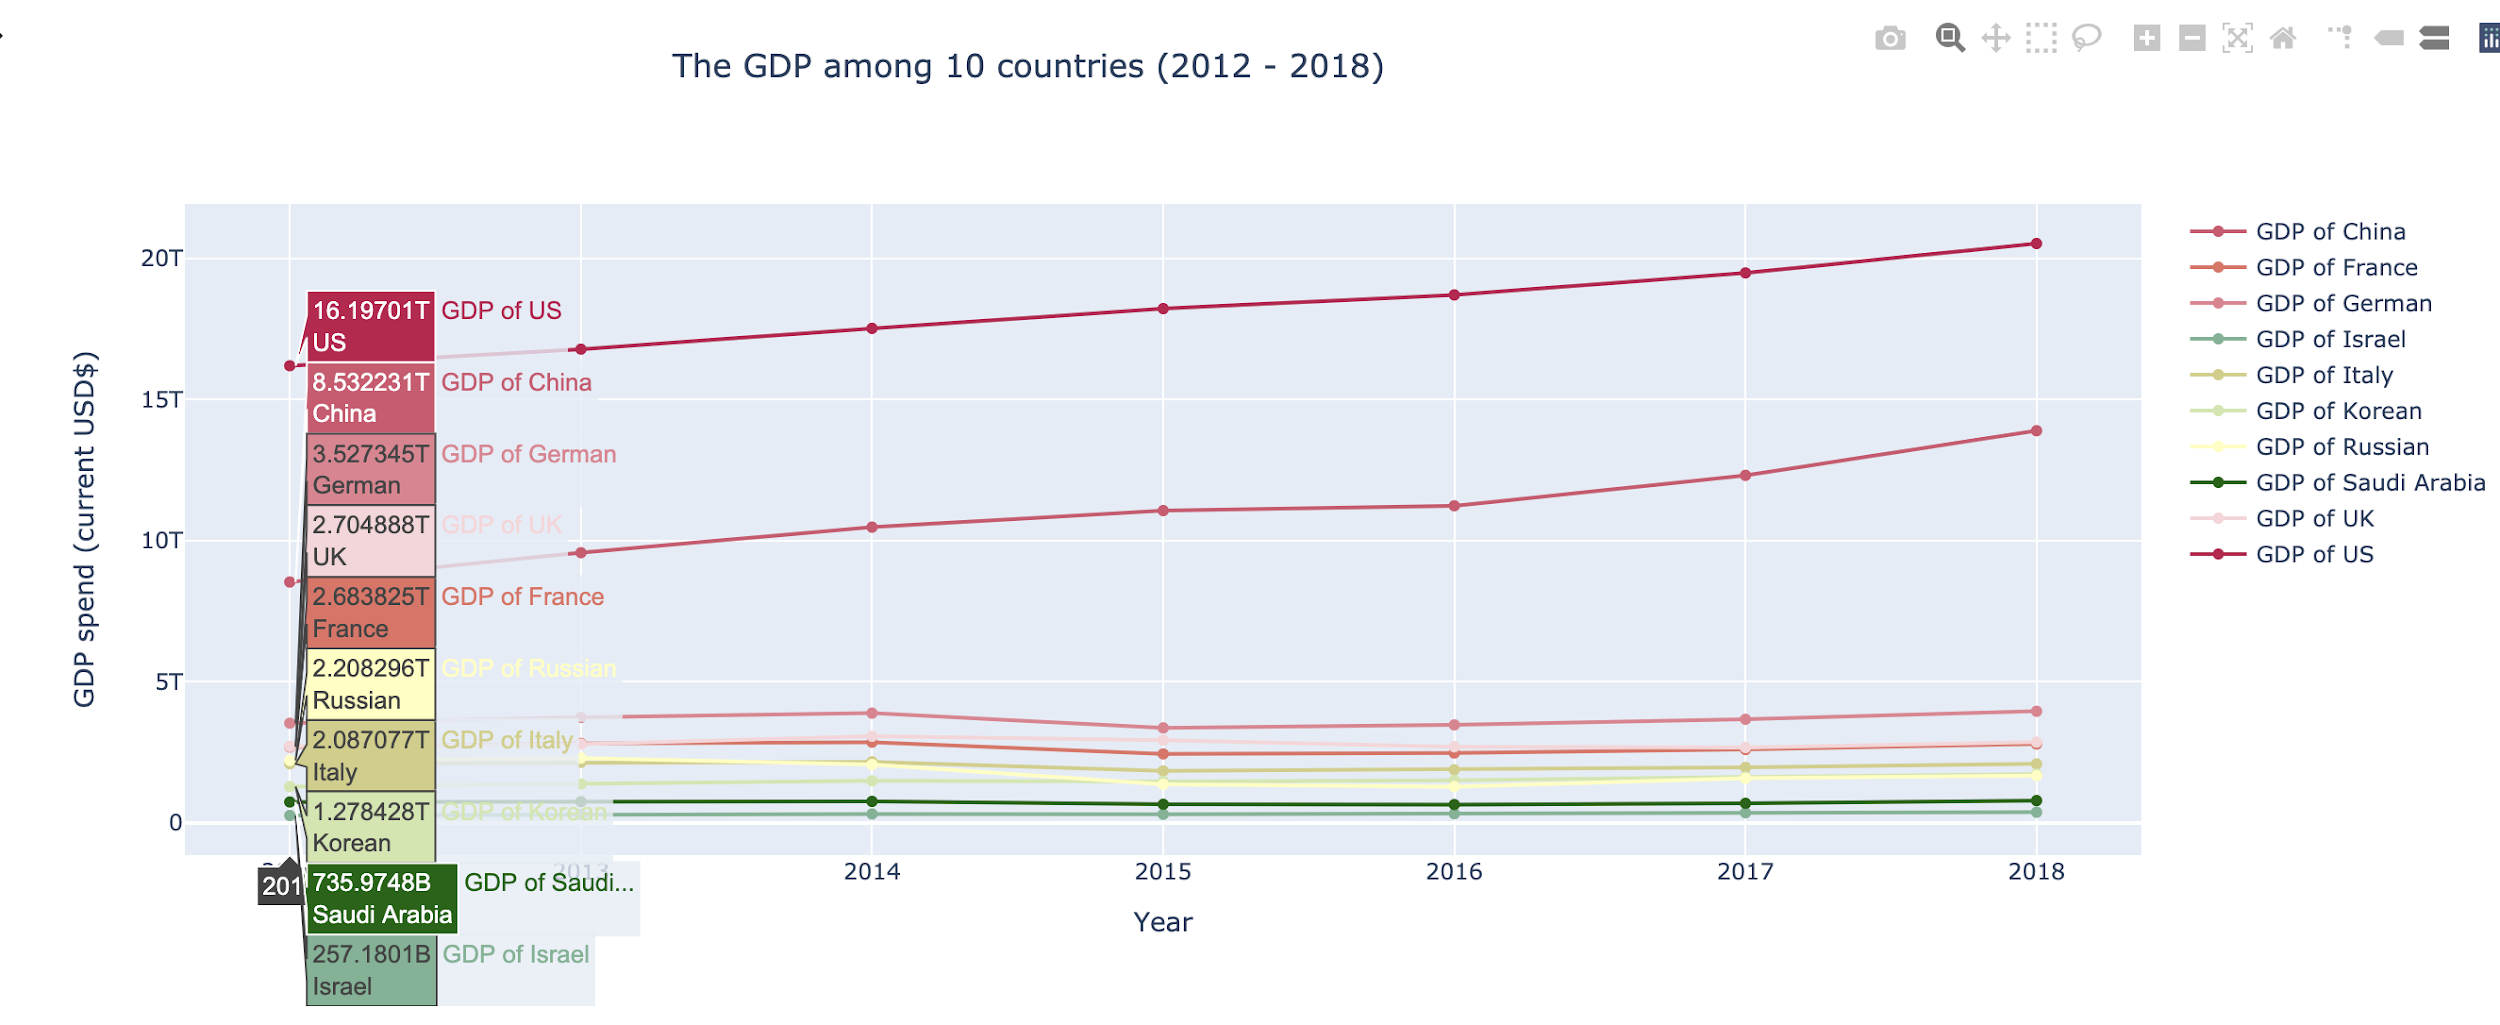 The GDP among 10 countries (2012 - 2018)
GDP spend (current USD$)
20T
15T
10T
5T
0
16.19701T GDP of US
US
8.532231T GDP of China
China
3.527345T GDP of German
German
2.704888T GDP of UK
UK
2.683825T GDP of France
France
2.208296T GDP of Russian
Russian
2.087077T GDP of Italy
Italy
1.278428T GDP of Korean
Korean
735.9748B GDP of Saudi...
Saudi Arabia
257.1801B GDP of Israel
Israel
201
2013
2014
2015
2016
2017
2018
Year
GDP of China
GDP of France
GDP of German
GDP of Israel
GDP of Italy
GDP of Korean
GDP of Russian
GDP of Saudi Arabia
GDP of UK
GDP of US